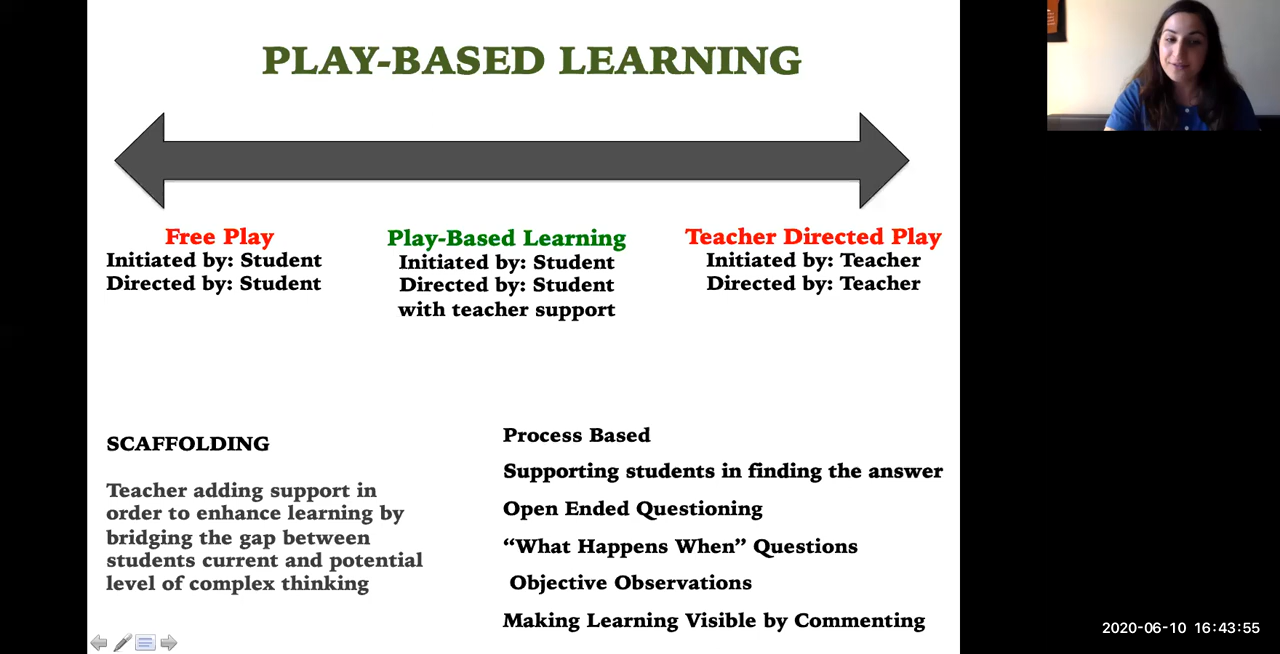 PLAY-BASED LEARNING
Free Play
Initiated by: Student
Directed by: Student
Play-Based Learning
Initiated by: Student
Directed by: Student
with teacher support
Teacher Directed Play
Initiated by: Teacher
Directed by: Teacher
SCAFFOLDING
Teacher adding support in
order to enhance learning by
bridging the gap between
students current and potential
level of complex thinking
Process Based
Supporting students in finding the answer
Open Ended Questioning
“What Happens When” Questions
Objective Observations
Making Learning Visible by Commenting
2020-06-10 16:43:55